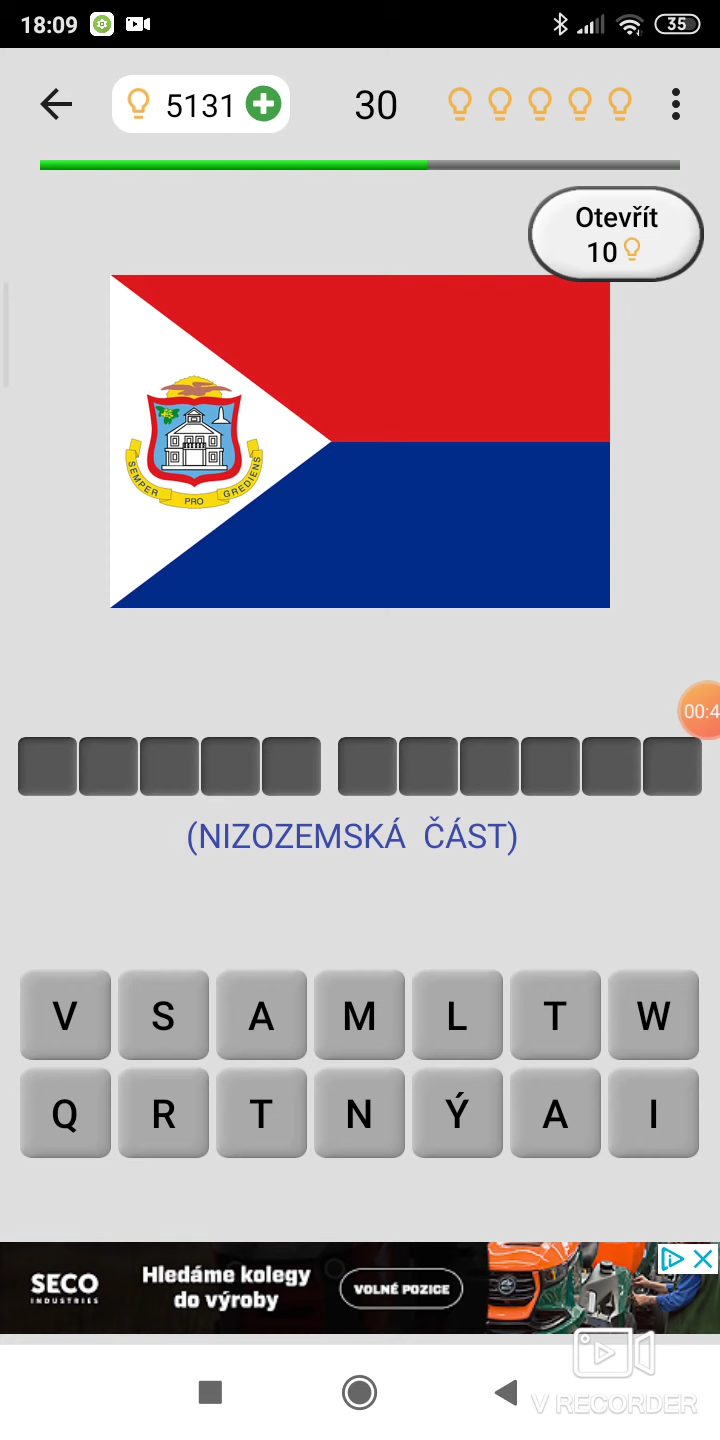 18:09 35
5131 30
Otevřít
10
SEMPER PRO GREDIENS
00:4
(NIZOZEMSKÁ ČÁST)
V S A M L T W
Q R T N Ý A I
SECO
INDUSTRIES
Hledáme kolegy
do výroby
VOLNÉ POZICE
V RECORDER